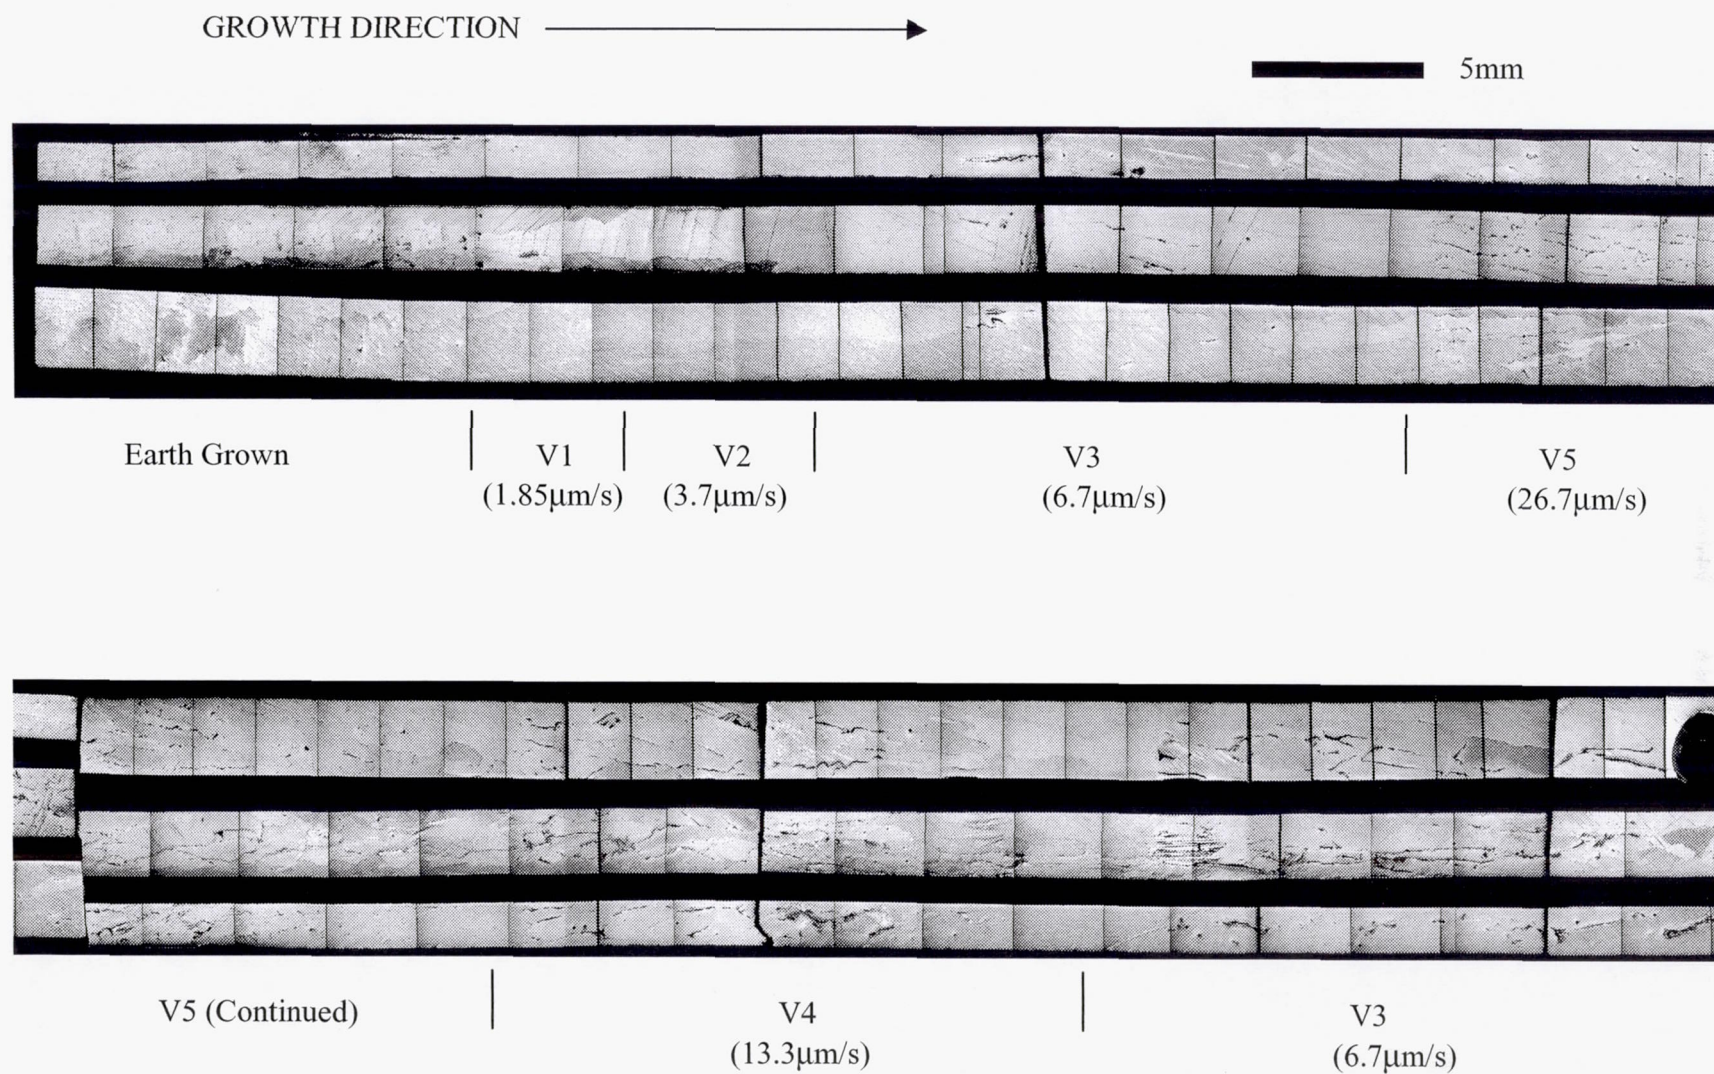 GROWTH DIRECTION
5mm
Earth Grown
V1
(1.85μm/s)
V2
(3.7μm/s)
V3
(6.7μm/s)
V5
(26.7μm/s)
V5 (Continued)
V4
(13.3μm/s)
V3
(6.7μm/s)